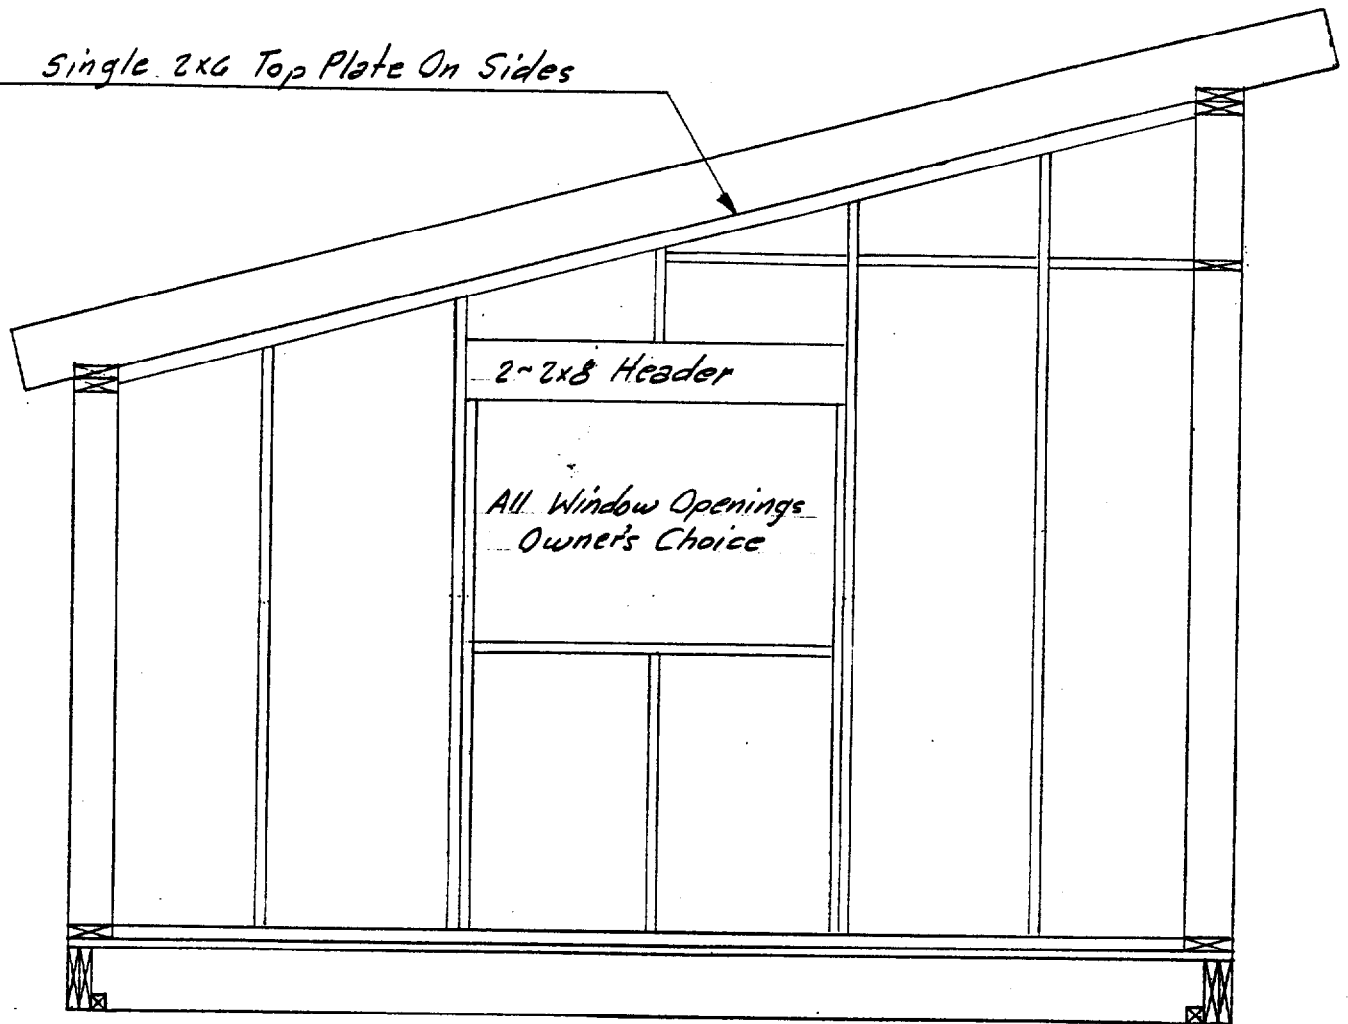 Single 2x6 Top Plate On Sides
2~2x8 Header
All Window Openings
Owner's Choice